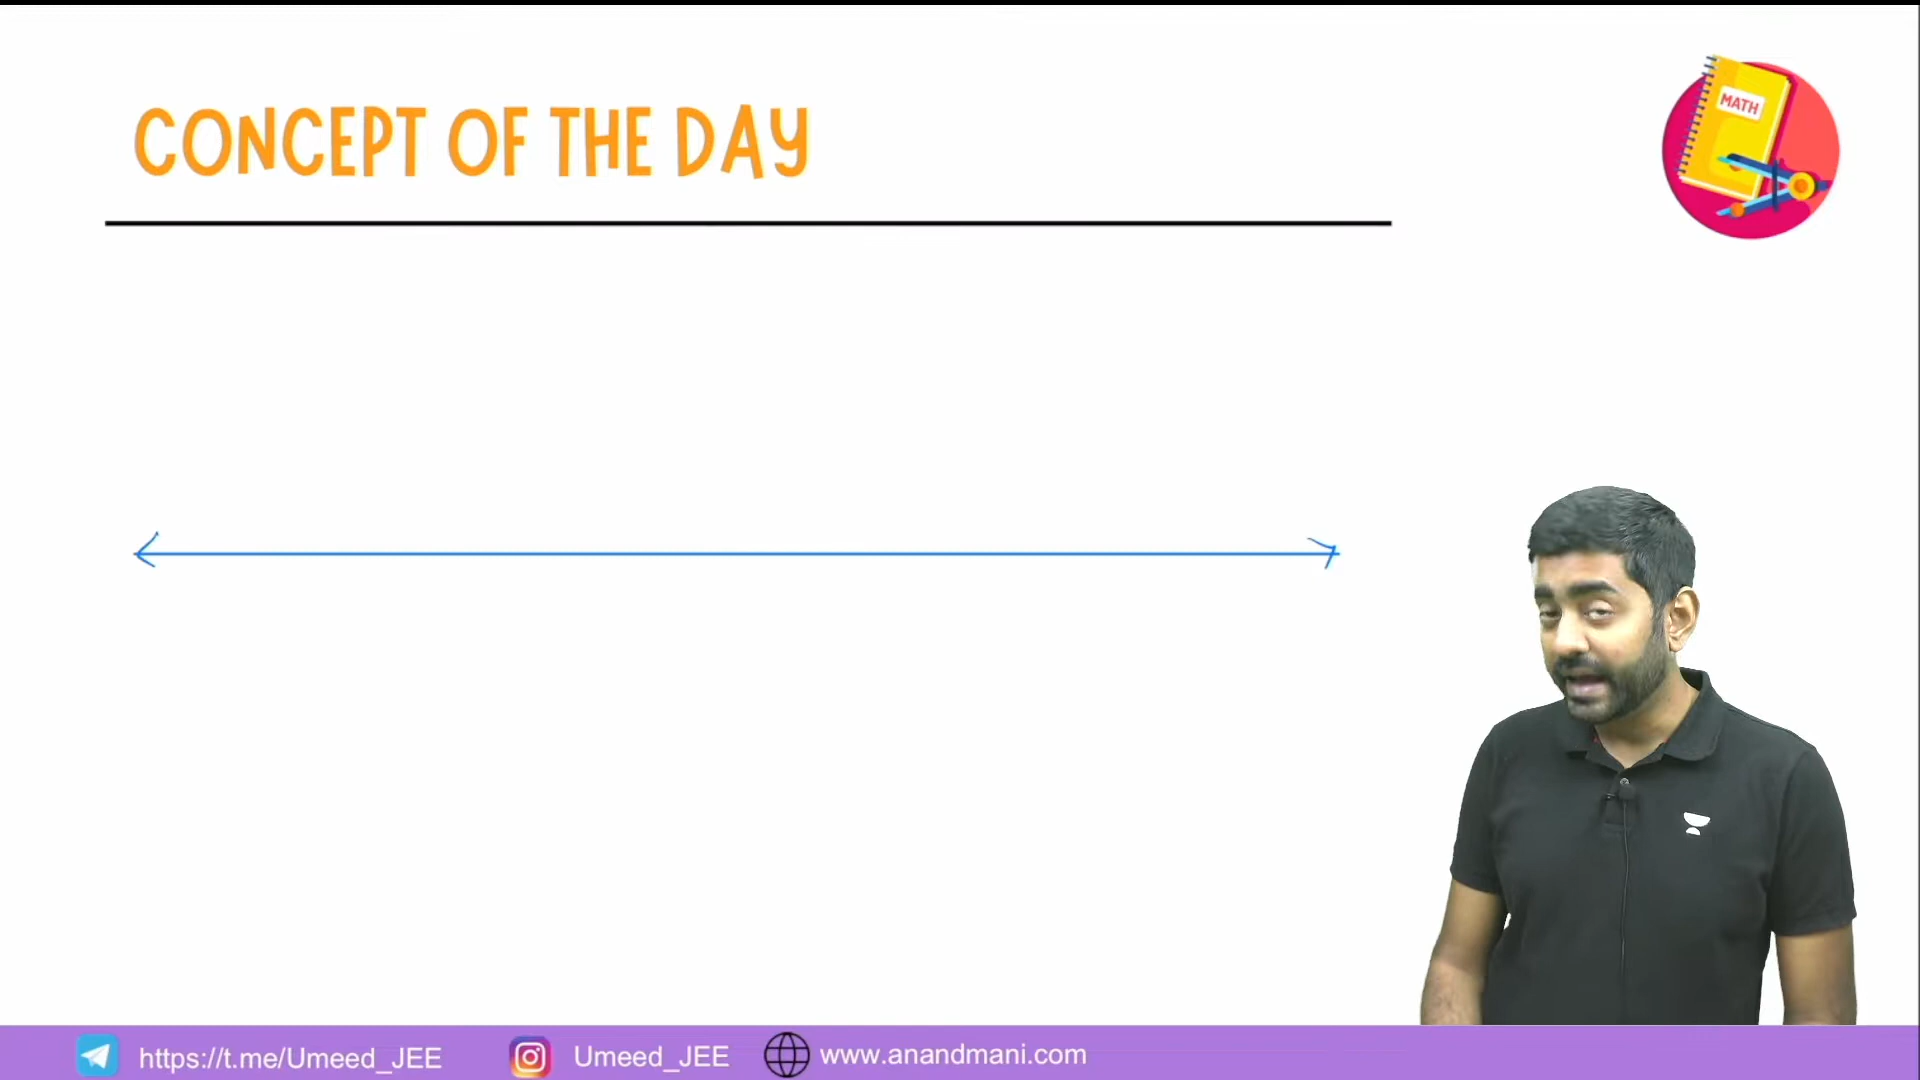 CONCEPT OF THE DAY
MATH
https://t.me/Umeed_JEE
Umeed_JEE
www.anandmani.com